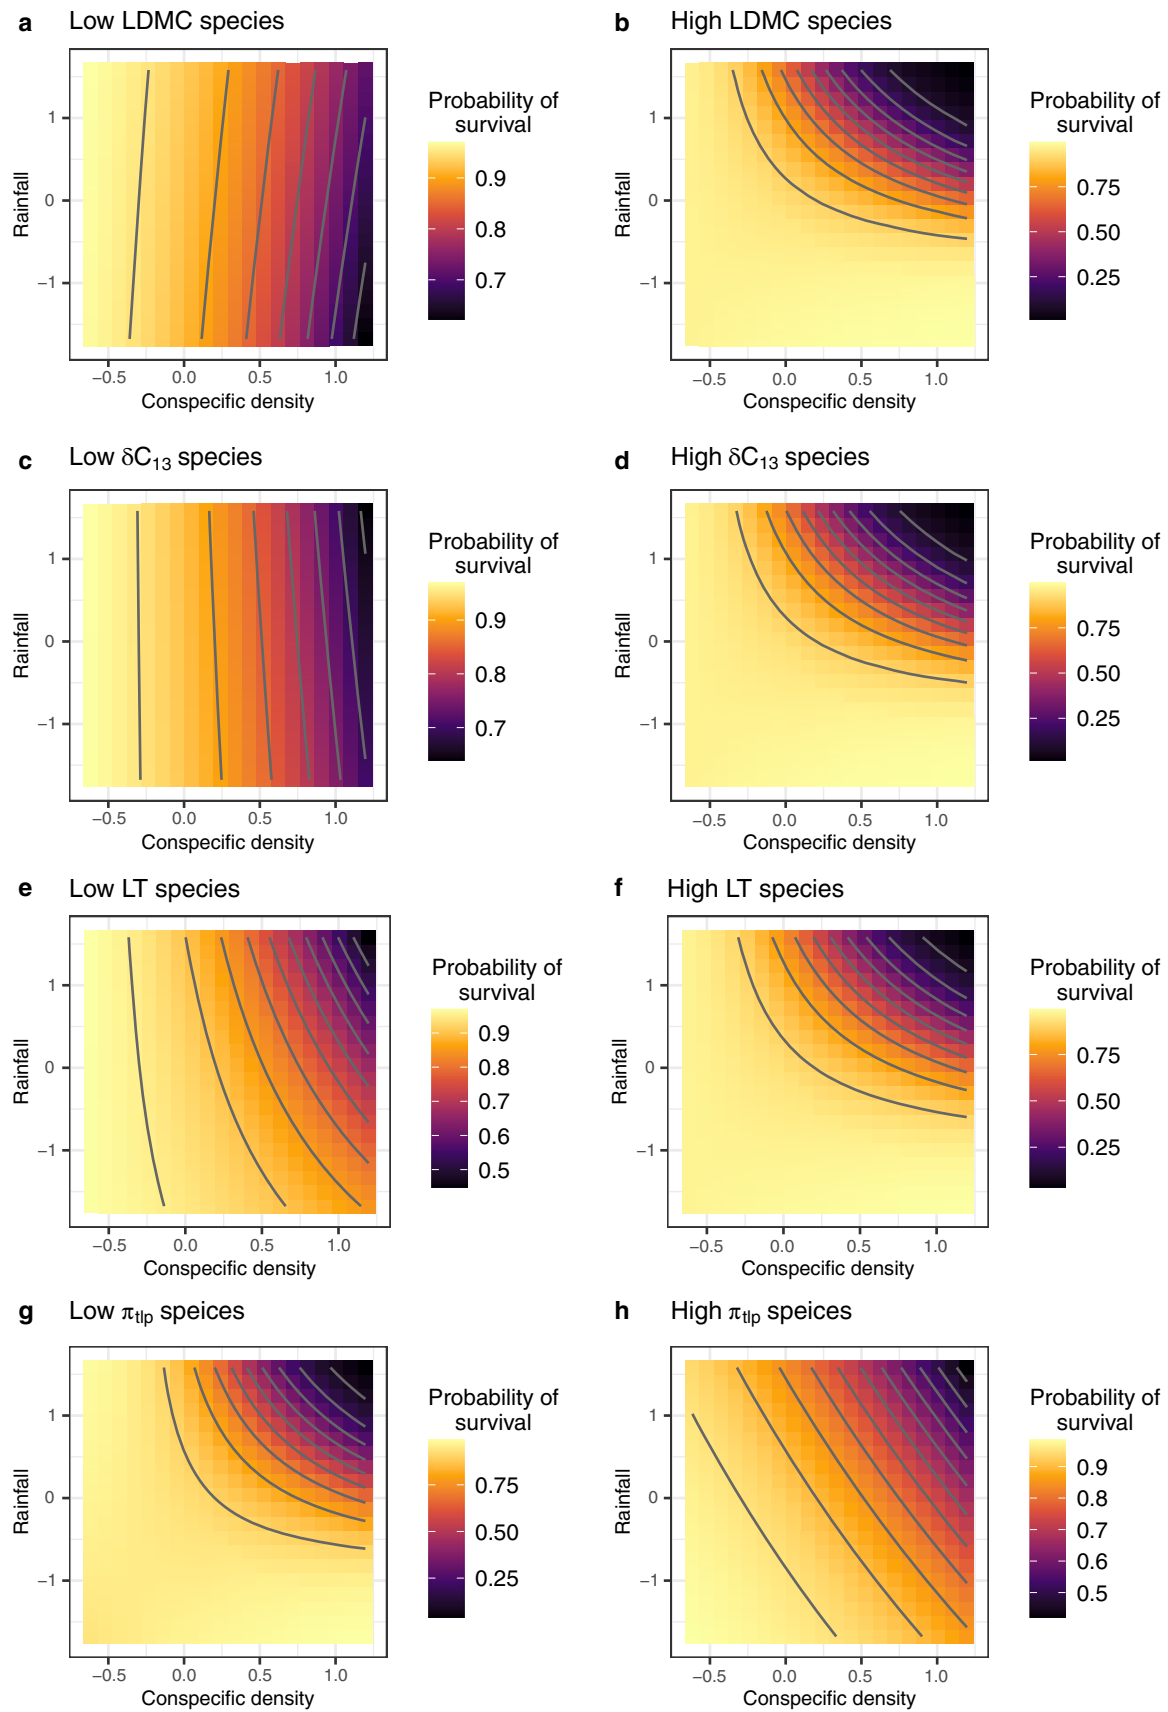 a Low LDMC species
b High LDMC species
1
0
−1
Rainfall
−0.5 0.0 0.5 1.0
Conspecific density
Probability of
survival
0.9
0.8
0.7
1
0
−1
Rainfall
−0.5 0.0 0.5 1.0
Conspecific density
Probability of
survival
0.75
0.50
0.25
c Low δC13 species
d High δC13 species
1
0
−1
Rainfall
−0.5 0.0 0.5 1.0
Conspecific density
Probability of
survival
0.9
0.8
0.7
1
0
−1
Rainfall
−0.5 0.0 0.5 1.0
Conspecific density
Probability of
survival
0.75
0.50
0.25
e Low LT species
f High LT species
1
0
−1
Rainfall
−0.5 0.0 0.5 1.0
Conspecific density
Probability of
survival
0.9
0.8
0.7
0.6
0.5
1
0
−1
Rainfall
−0.5 0.0 0.5 1.0
Conspecific density
Probability of
survival
0.75
0.50
0.25
g Low πtlp speices
h High πtlp speices
1
0
−1
Rainfall
−0.5 0.0 0.5 1.0
Conspecific density
Probability of
survival
0.75
0.50
0.25
1
0
−1
Rainfall
−0.5 0.0 0.5 1.0
Conspecific density
Probability of
survival
0.9
0.8
0.7
0.6
0.5